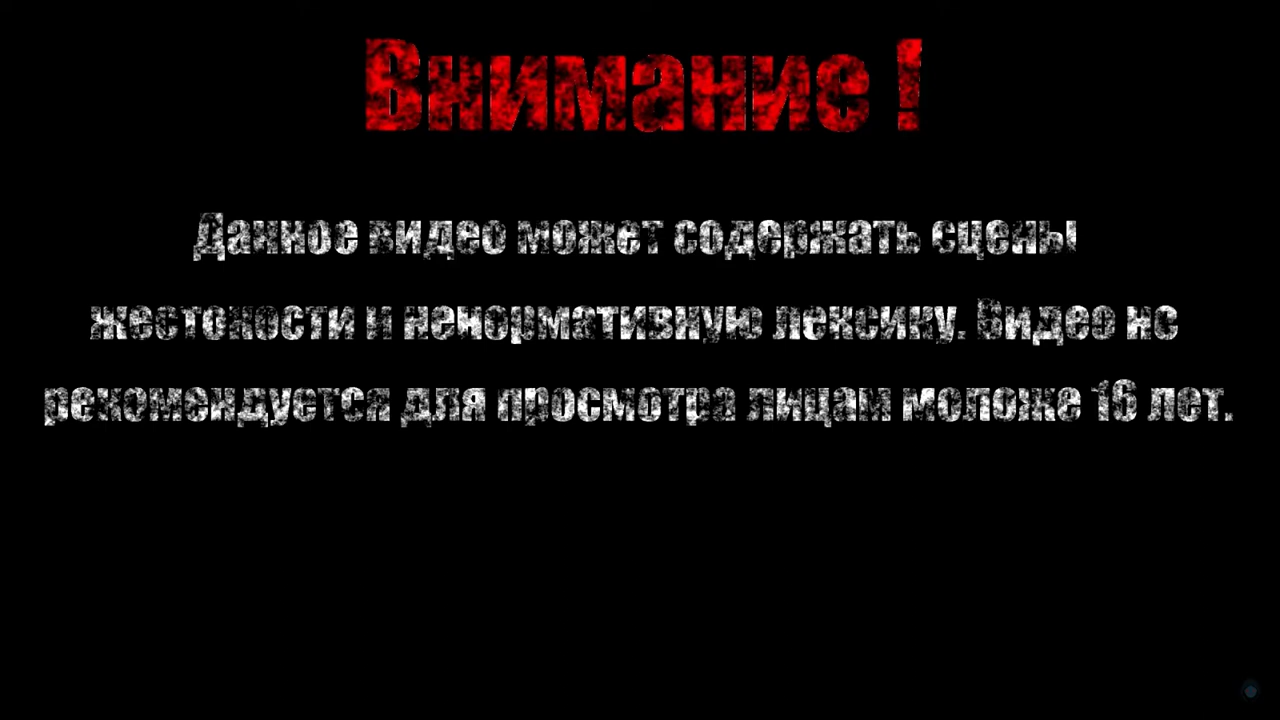 Внимание !
Данное видео может содержать сцены
жестокости и ненормативную лексику. Видео не
рекомендуется для просмотра лицам моложе 16 лет.